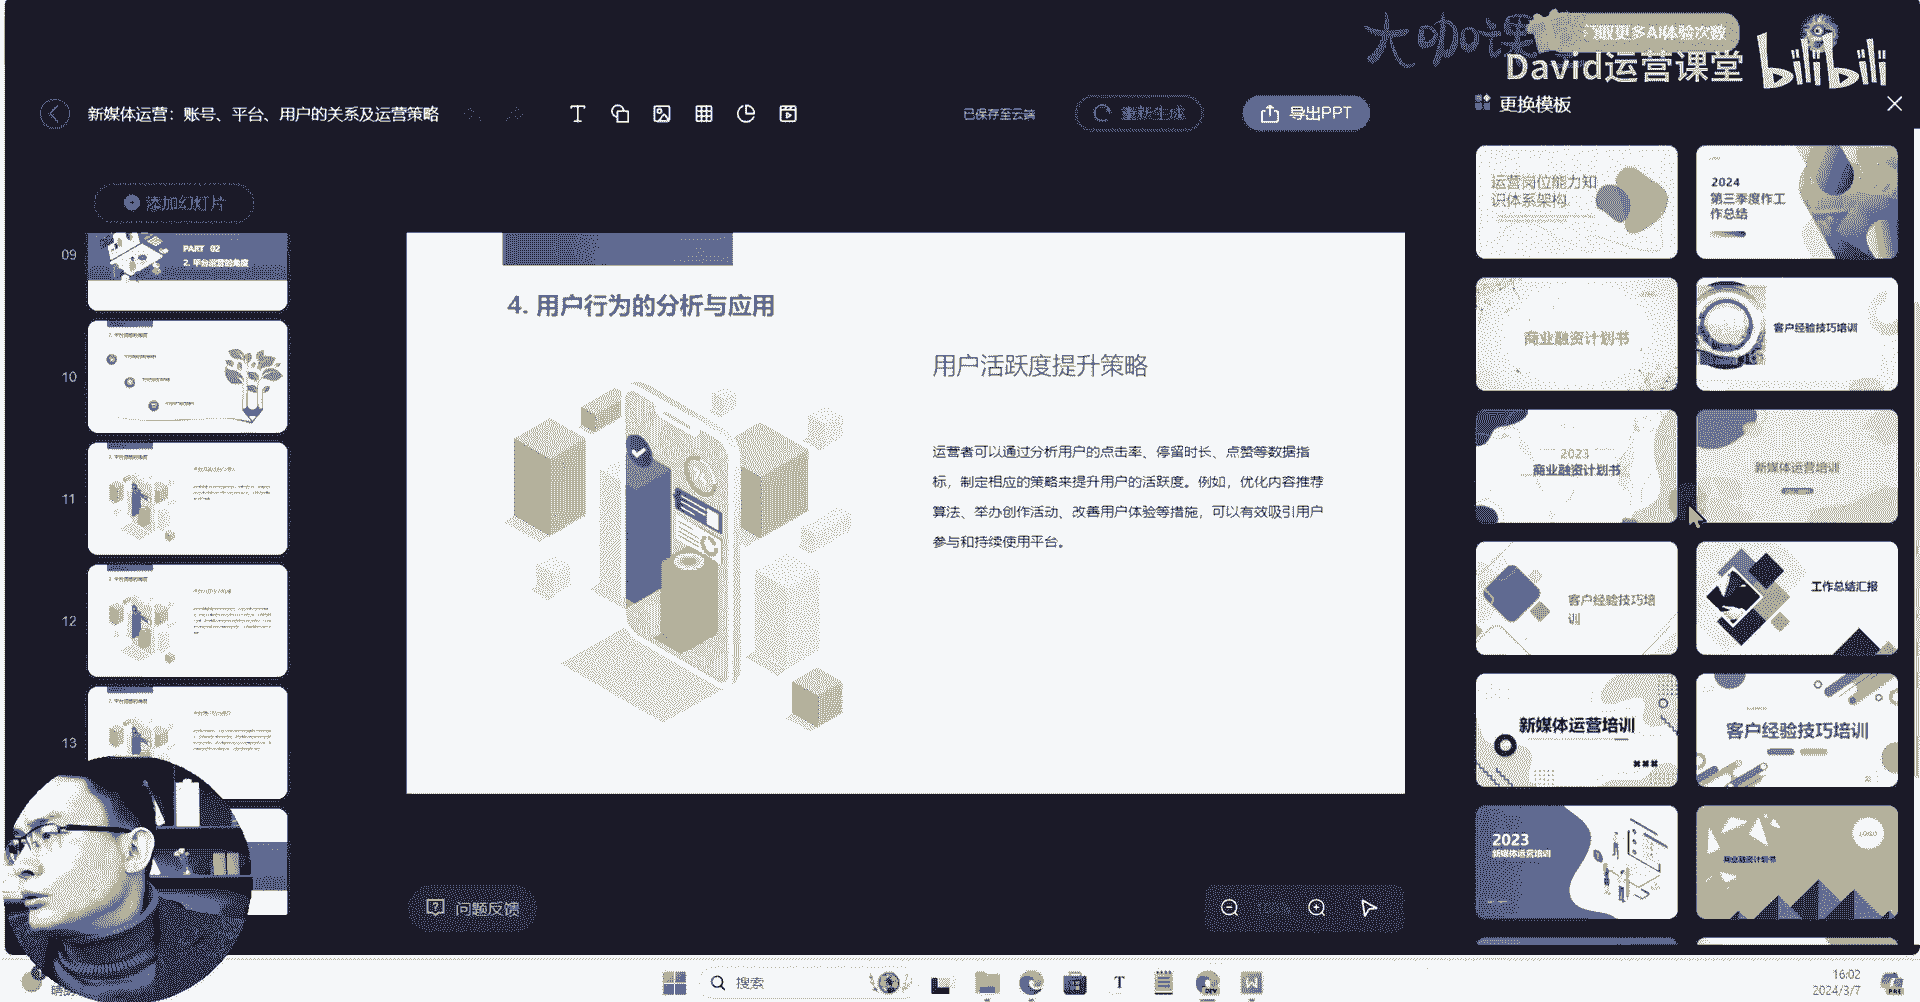 大咖课
取更多AI体验次数
David运营课堂
bilibili
新媒体运营：账号、平台、用户的关系及运营策略
T
已保存至云端
重新生成
导出PPT
更换模板
添加幻灯片
09
PART 02
2. 平台运营的角度
10
11
12
13
4. 用户行为的分析与应用
用户活跃度提升策略
运营者可以通过分析用户的点击率、停留时长、点赞等数据指
标，制定相应的策略来提升用户的活跃度。例如，优化内容推荐
算法、举办创作活动、改善用户体验等措施，可以有效吸引用户
参与和持续使用平台。
运营岗位能力知
识体系架构
2024
第三季度作工
作总结
商业融资计划书
客户经验技巧培训
2023
商业融资计划书
新媒体运营培训
客户经验技巧培
训
工作总结汇报
新媒体运营培训
客户经验技巧培训
2023
新媒体运营培训
商业融资计划书
LOGO
问题反馈
搜索
T
DEV
W
16:02
2024/3/7
PRE